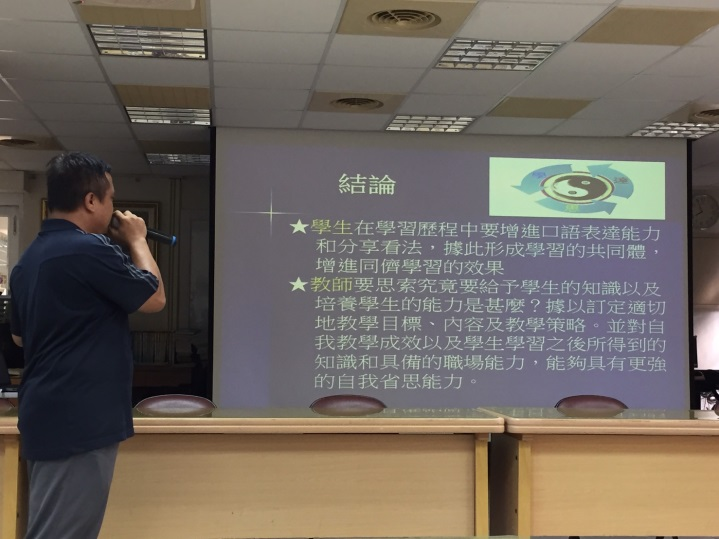 結論
★學生在學習歷程中要增進口語表達能力
和分享看法，據此形成學習的共同體，
增進同儕學習的效果
★教師要思索究竟要給予學生的知識以及
培養學生的能力是甚麼？據以訂定適切
地教學目標、內容及教學策略。並對自
我教學成效以及學生學習之後所得到的
知識和具備的職場能力，能夠具有更強
的自我省思能力。